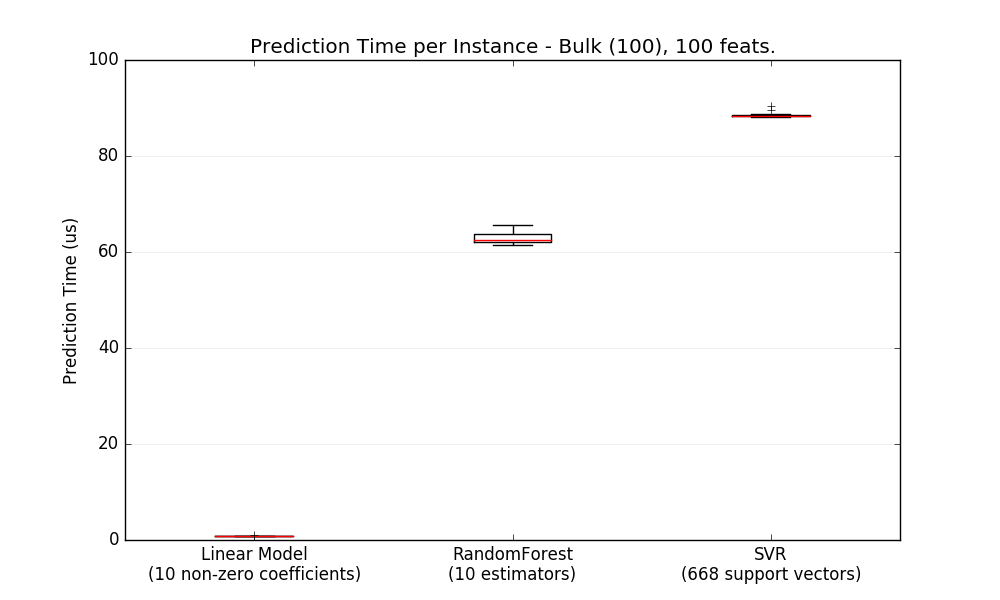 Prediction Time per Instance - Bulk (100), 100 feats.
100
80
60
40
20
0
Prediction Time (us)
Linear Model
(10 non-zero coefficients)
RandomForest
(10 estimators)
SVR
(668 support vectors)